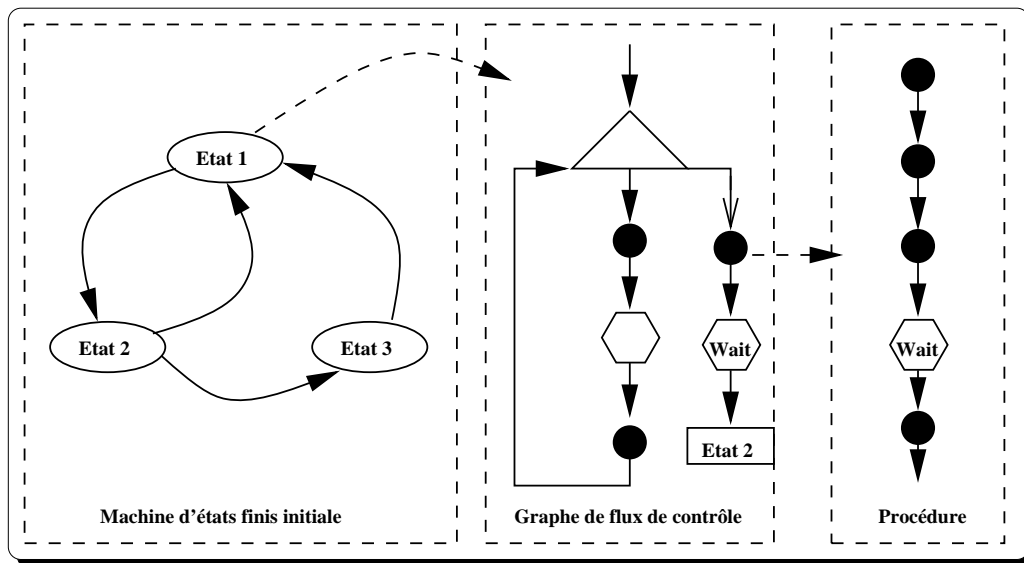 Etat 1
Etat 2
Etat 3
Machine d'états finis initiale
Wait
Etat 2
Graphe de flux de contrôle
Wait
Procédure